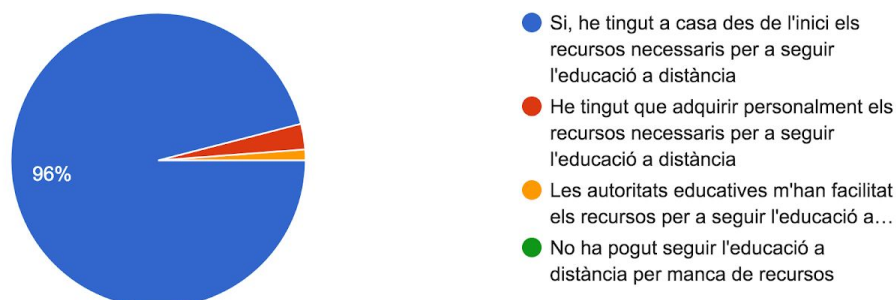 96%
Si, he tingut a casa des de l'inici els
recursos necessaris per a seguir
l'educació a distància
He tingut que adquirir personalment els
recursos necessaris per a seguir
l'educació a distància
Les autoritats educatives m'han facilitat
els recursos per a seguir l'educació a…
No ha pogut seguir l'educació a
distància per manca de recursos